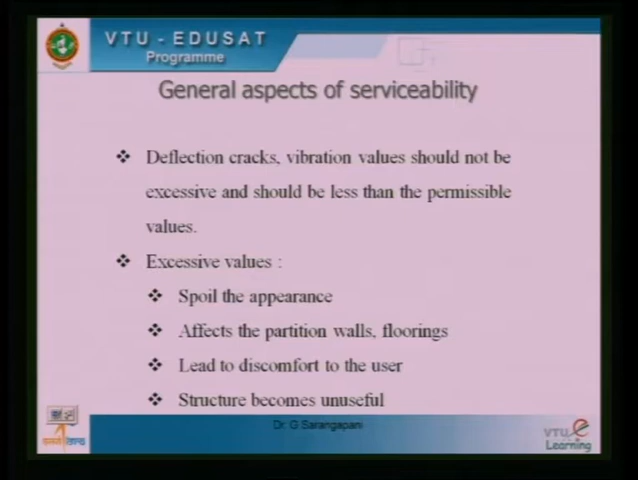 VTU - EDUSAT
Programme
General aspects of serviceability
❖ Deflection cracks, vibration values should not be
excessive and should be less than the permissible
values.
❖ Excessive values :
❖ Spoil the appearance
❖ Affects the partition walls, floorings
❖ Lead to discomfort to the user
❖ Structure becomes unuseful
Dr. G Sarangapani
VTU e
Learning